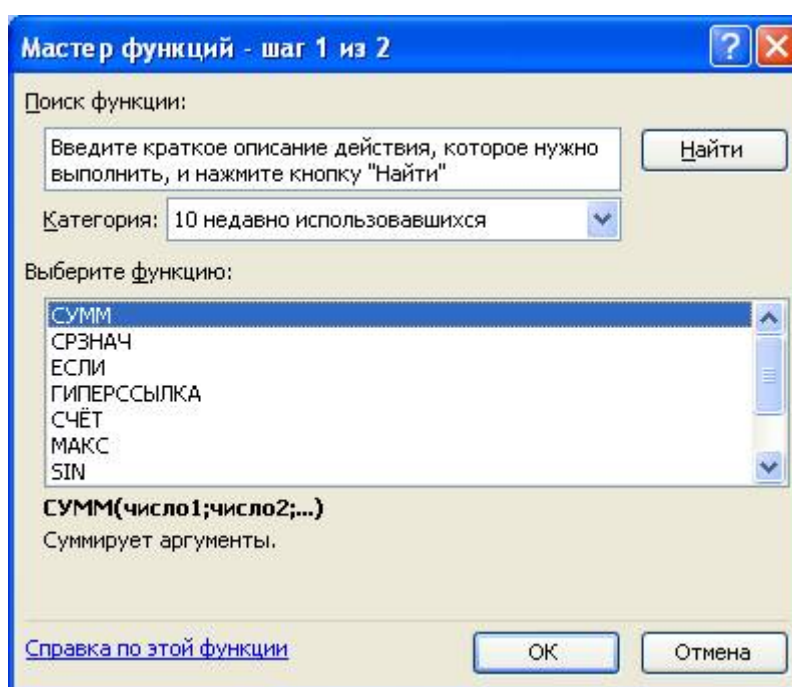 Мастер функций - шаг 1 из 2
Поиск функции:
Введите краткое описание действия, которое нужно
выполнить, и нажмите кнопку "Найти"
Найти
Категория: 10 недавно использовавшихся
Выберите функцию:
СУММ
СРЗНАЧ
ЕСЛИ
ГИПЕРССЫЛКА
СЧЁТ
МАКС
SIN
СУММ(число1;число2;...)
Суммирует аргументы.
Справка по этой функции
ОК
Отмена